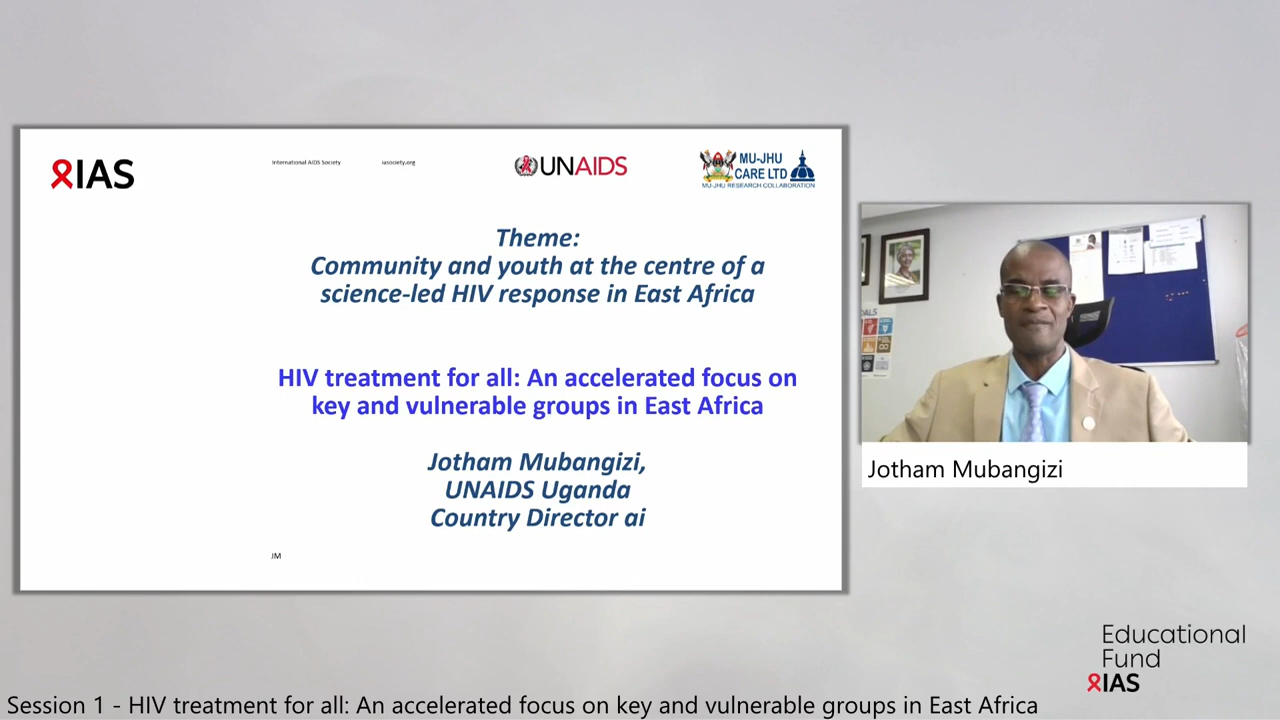 IAS
International AIDS Society iasociety.org
UNAIDS
MU-JHU
CARE LTD
MU-JHU RESEARCH COLLABORATION
Theme:
Community and youth at the centre of a
science-led HIV response in East Africa
HIV treatment for all: An accelerated focus on
key and vulnerable groups in East Africa
Jotham Mubangizi,
UNAIDS Uganda
Country Director ai
JM
Jotham Mubangizi
Educational
Fund
IAS
Session 1 - HIV treatment for all: An accelerated focus on key and vulnerable groups in East Africa